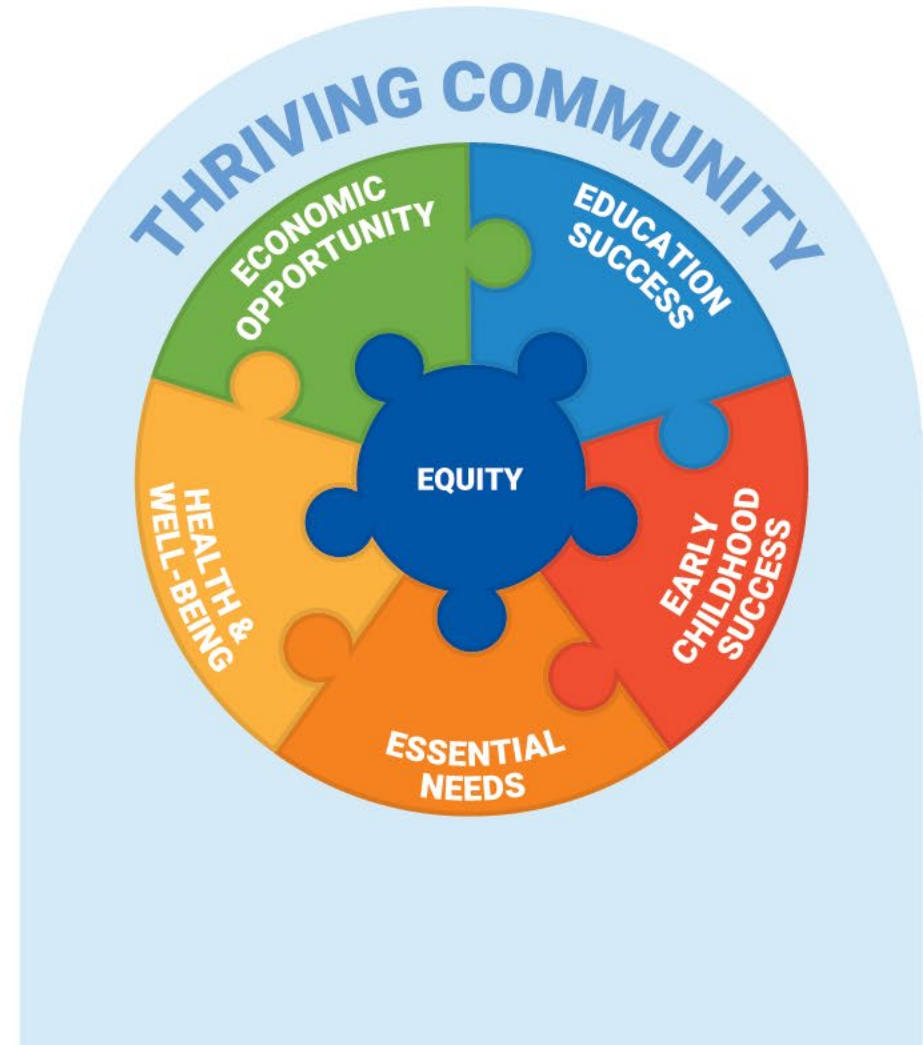 THRIVING COMMUNITY
ECONOMIC
OPPORTUNITY
EDUCATION
SUCCESS
EQUITY
HEALTH &
WELL-BEING
EARLY
CHILDHOOD
SUCCESS
ESSENTIAL
NEEDS